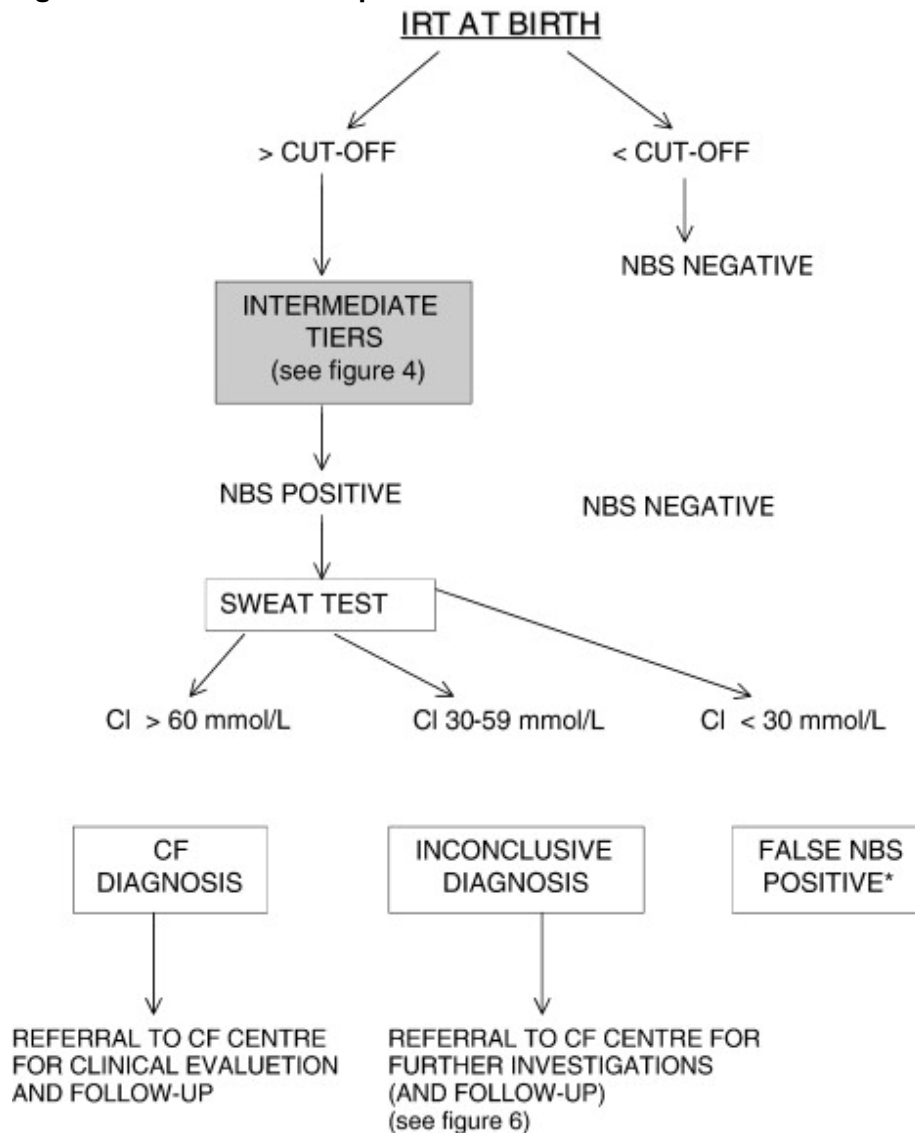 IRT AT BIRTH
> CUT-OFF
< CUT-OFF
NBS NEGATIVE
INTERMEDIATE
TIERS
(see figure 4)
NBS POSITIVE
NBS NEGATIVE
SWEAT TEST
Cl > 60 mmol/L
Cl 30-59 mmol/L
Cl < 30 mmol/L
CF
DIAGNOSIS
INCONCLUSIVE
DIAGNOSIS
FALSE NBS
POSITIVE*
REFERRAL TO CF CENTRE
FOR CLINICAL EVALUETION
AND FOLLOW-UP
REFERRAL TO CF CENTRE FOR
FURTHER INVESTIGATIONS
(AND FOLLOW-UP)
(see figure 6)